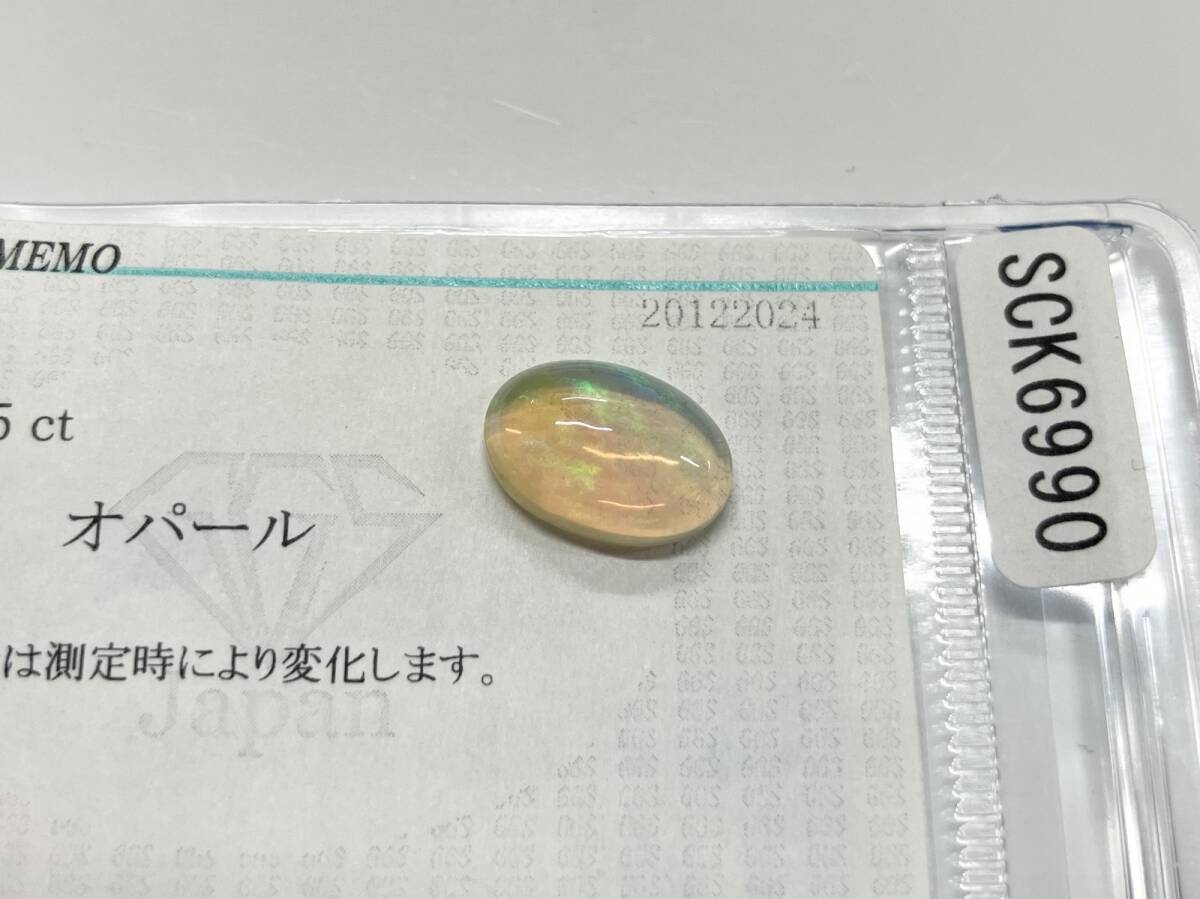 MEMO
20122024
5 ct
オパール
は測定時により変化します。
Japan
SCK6990